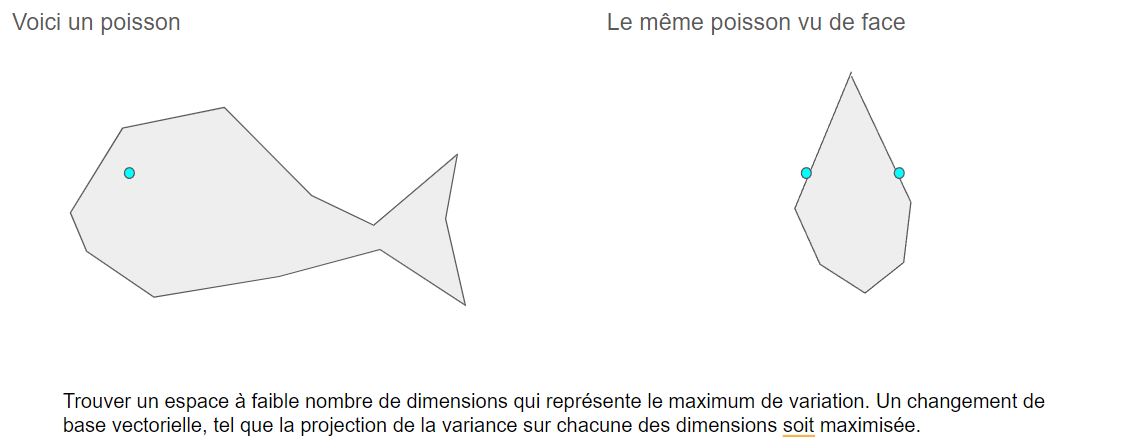 Voici un poisson
Le même poisson vu de face
Trouver un espace à faible nombre de dimensions qui représente le maximum de variation. Un changement de
base vectorielle, tel que la projection de la variance sur chacune des dimensions soit maximisée.